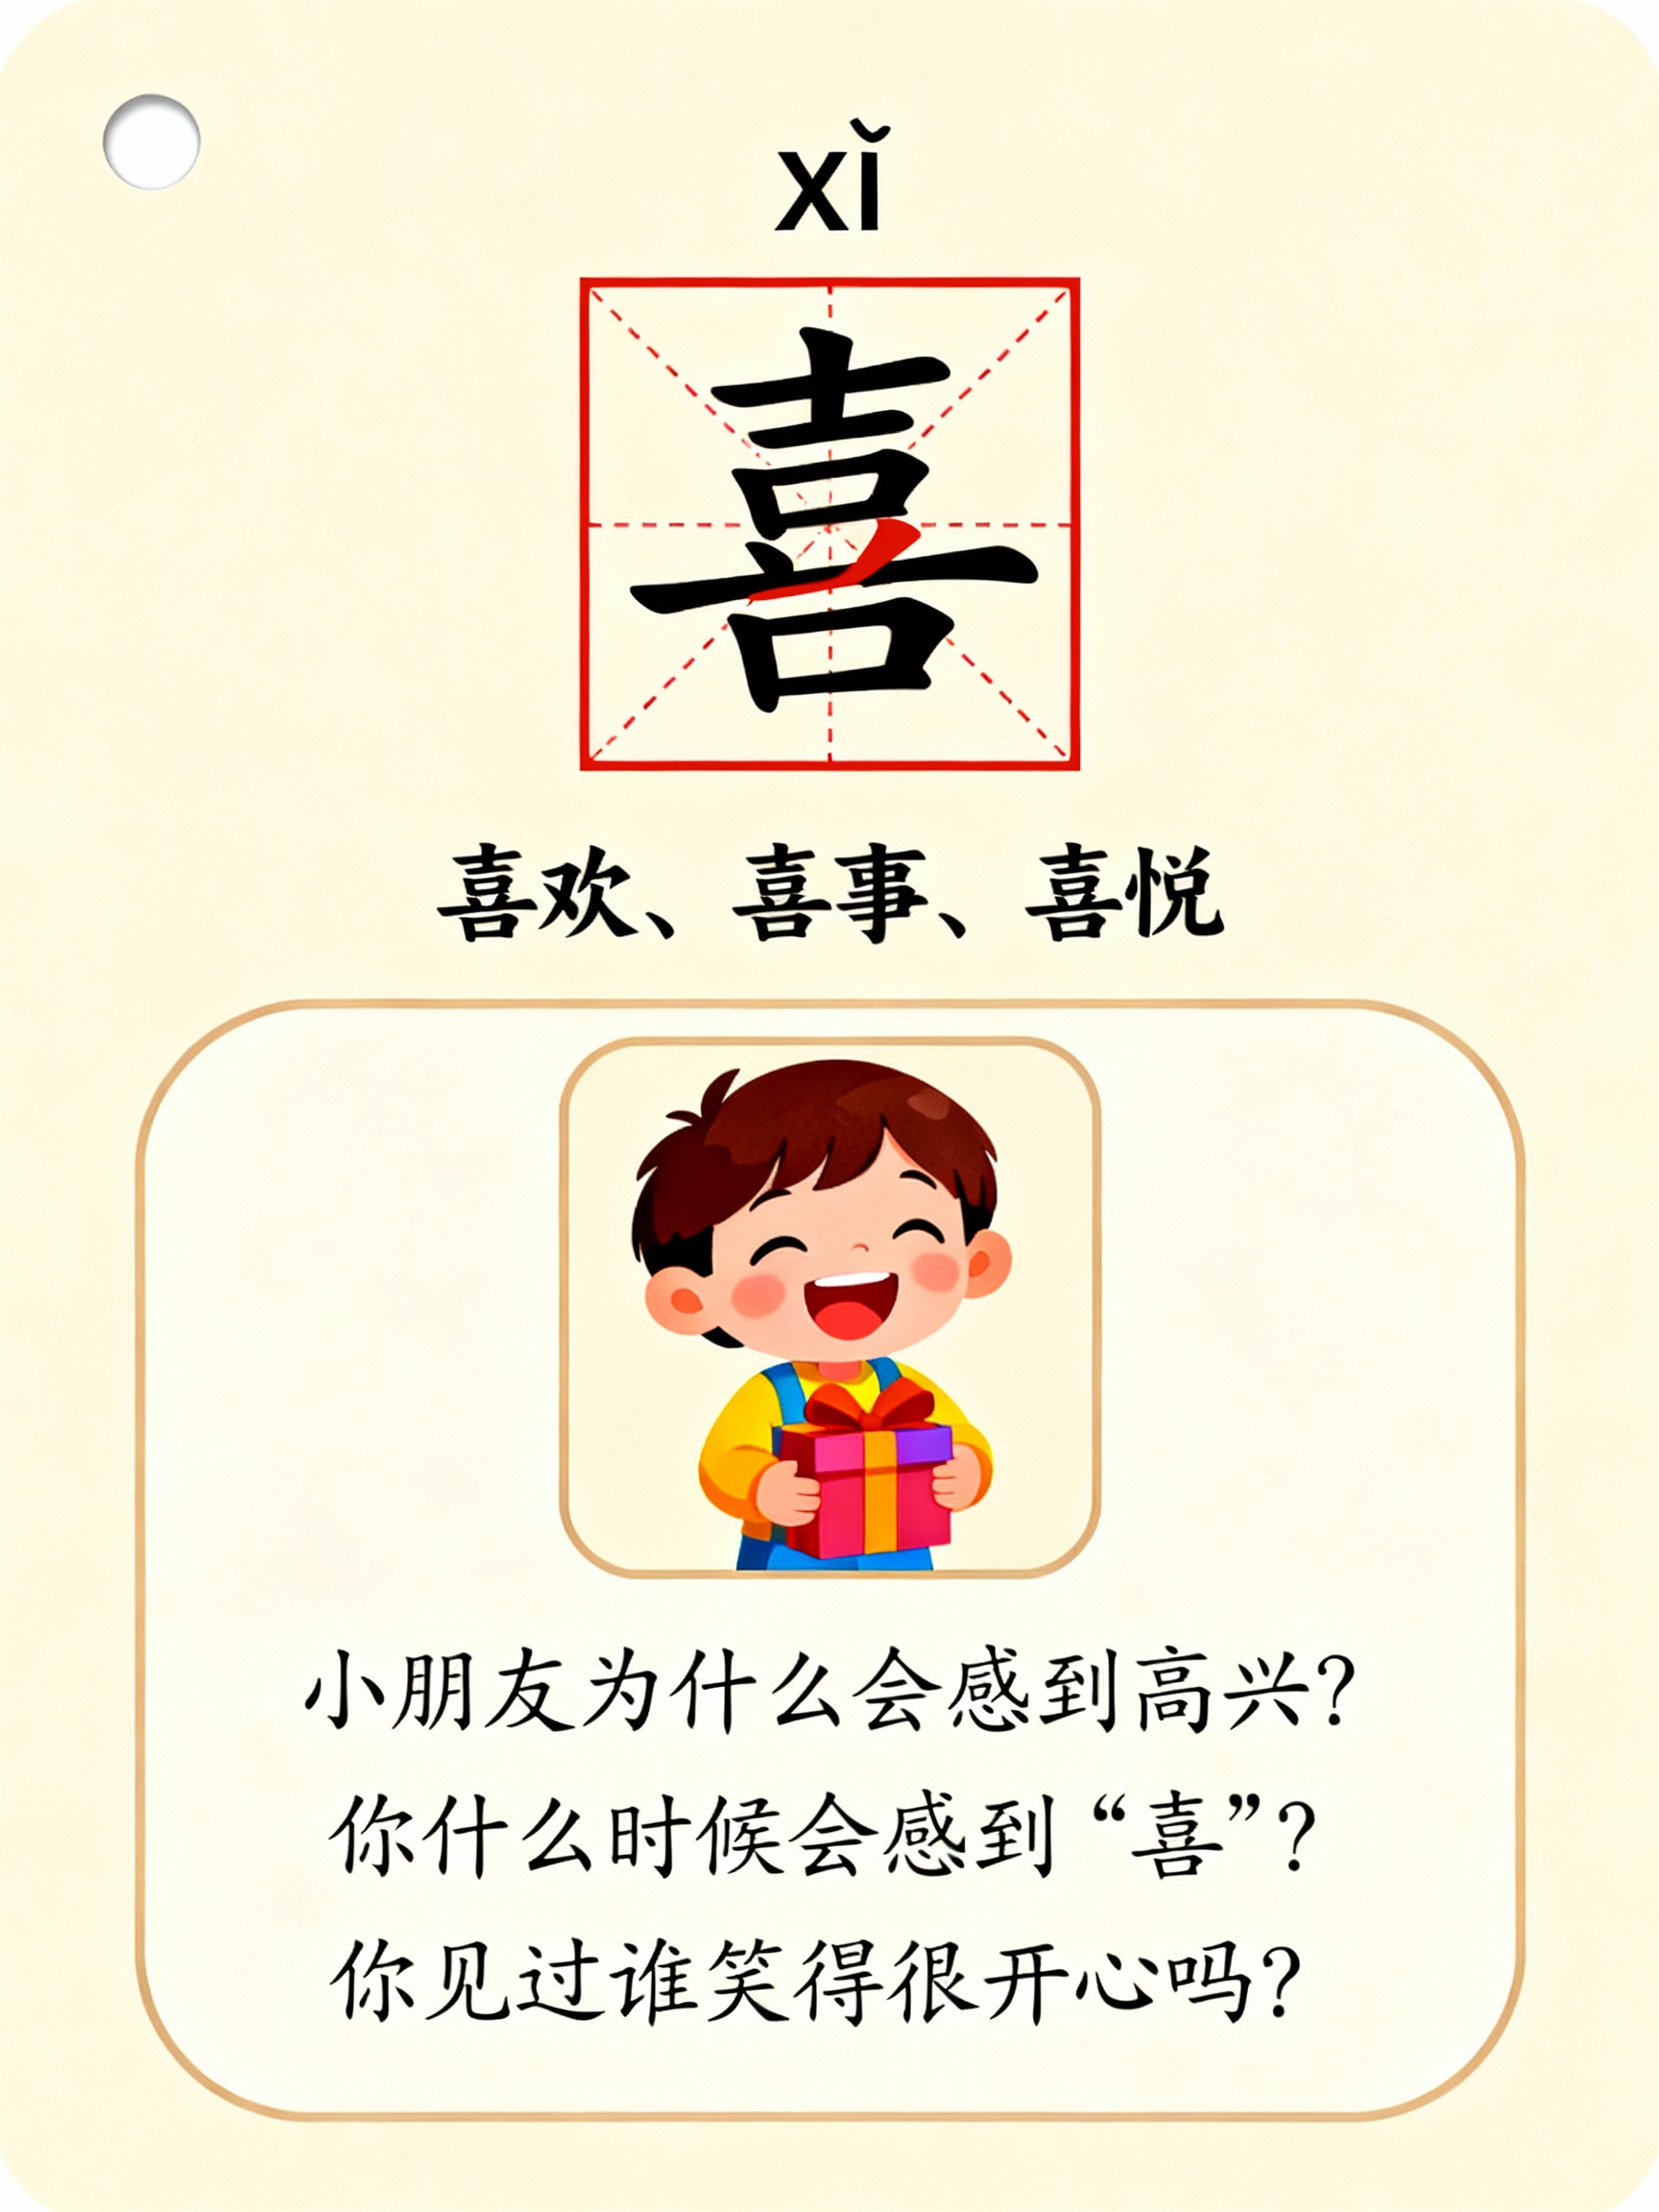 xǐ
喜
喜欢、喜事、喜悦
小朋友为什么会感到高兴?
你什么时候会感到“喜”?
你见过谁笑得很开心吗?